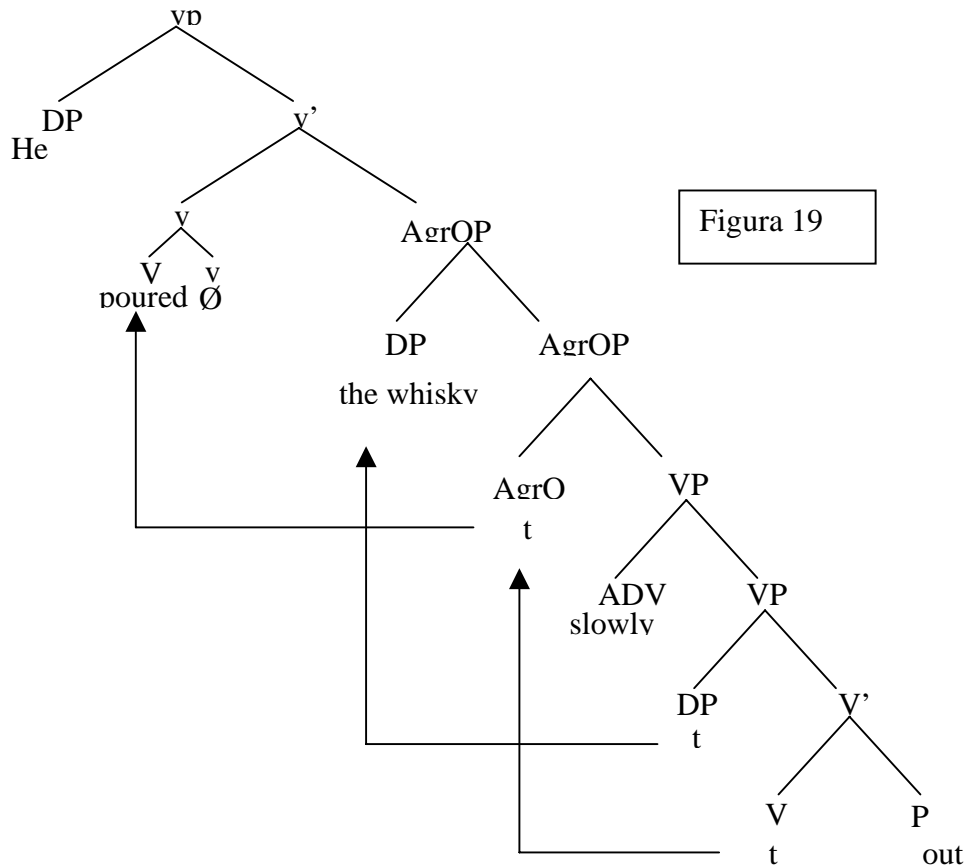 vp
DP
He
v’
v
AgrOP
Figura 19
V
v
poured
Ø
DP
AgrOP
the whisky
AgrO
VP
t
ADV
VP
slowly
DP
V’
t
V
P
t
out